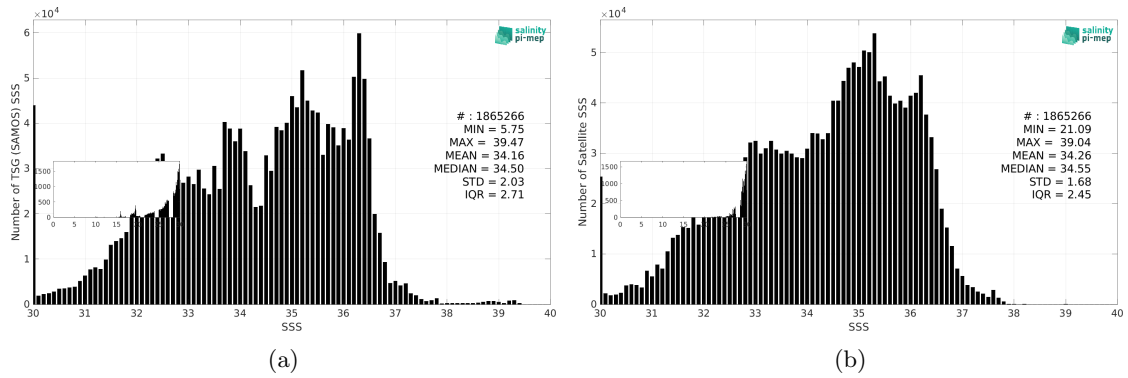 ×10⁴
6
5
4
3
2
1
0
Number of TSG (SAMOS) SSS
salinity
pi-mep
# : 1865266
MIN = 5.75
MAX = 39.47
MEAN = 34.16
MEDIAN = 34.50
STD = 2.03
IQR = 2.71
1500
1000
500
0
0 5 10 15
30 31 32 33 34 35 36 37 38 39 40
SSS
(a)
×10⁴
5
4
3
2
1
0
Number of Satellite SSS
salinity
pi-mep
# : 1865266
MIN = 21.09
MAX = 39.04
MEAN = 34.26
MEDIAN = 34.55
STD = 1.68
IQR = 2.45
1500
1000
500
0
0 5 10 15
30 31 32 33 34 35 36 37 38 39 40
SSS
(b)